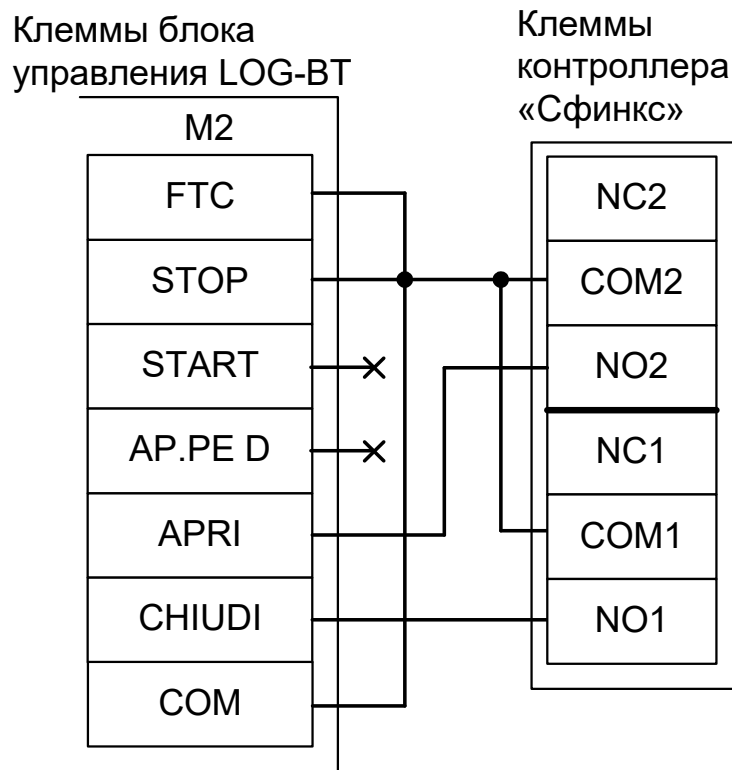 Клеммы блока
управления LOG-BT
M2
FTC
STOP
START
AP.PE D
APRI
CHIUDI
COM
Клеммы
контроллера
«Сфинкс»
NC2
COM2
NO2
NC1
COM1
NO1